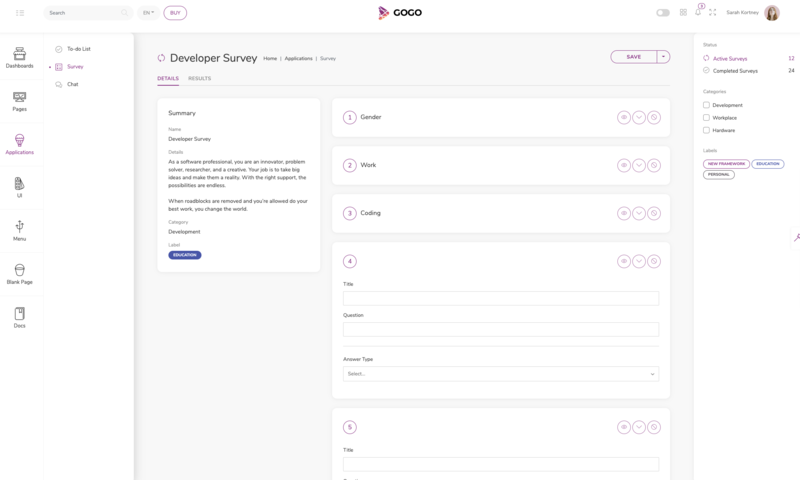 Search
EN
BUY
GOGO
Sarah Kortney
Dashboards
Pages
Applications
UI
Menu
Blank Page
Docs
To-do List
Survey
Chat
Developer Survey
Home | Applications | Survey
SAVE
DETAILS
RESULTS
Summary
Name
Developer Survey
Details
As a software professional, you are an innovator, problem
solver, researcher, and a creative. Your job is to take big
ideas and make them a reality. With the right support, the
possibilities are endless.
When roadblocks are removed and you're allowed do your
best work, you change the world.
Category
Development
Label
EDUCATION
1 Gender
2 Work
3 Coding
4
Title
Question
Answer Type
Select...
5
Title
Status
Active Surveys 12
Completed Surveys 24
Categories
Development
Workplace
Hardware
Labels
NEW FRAMEWORK EDUCATION
PERSONAL